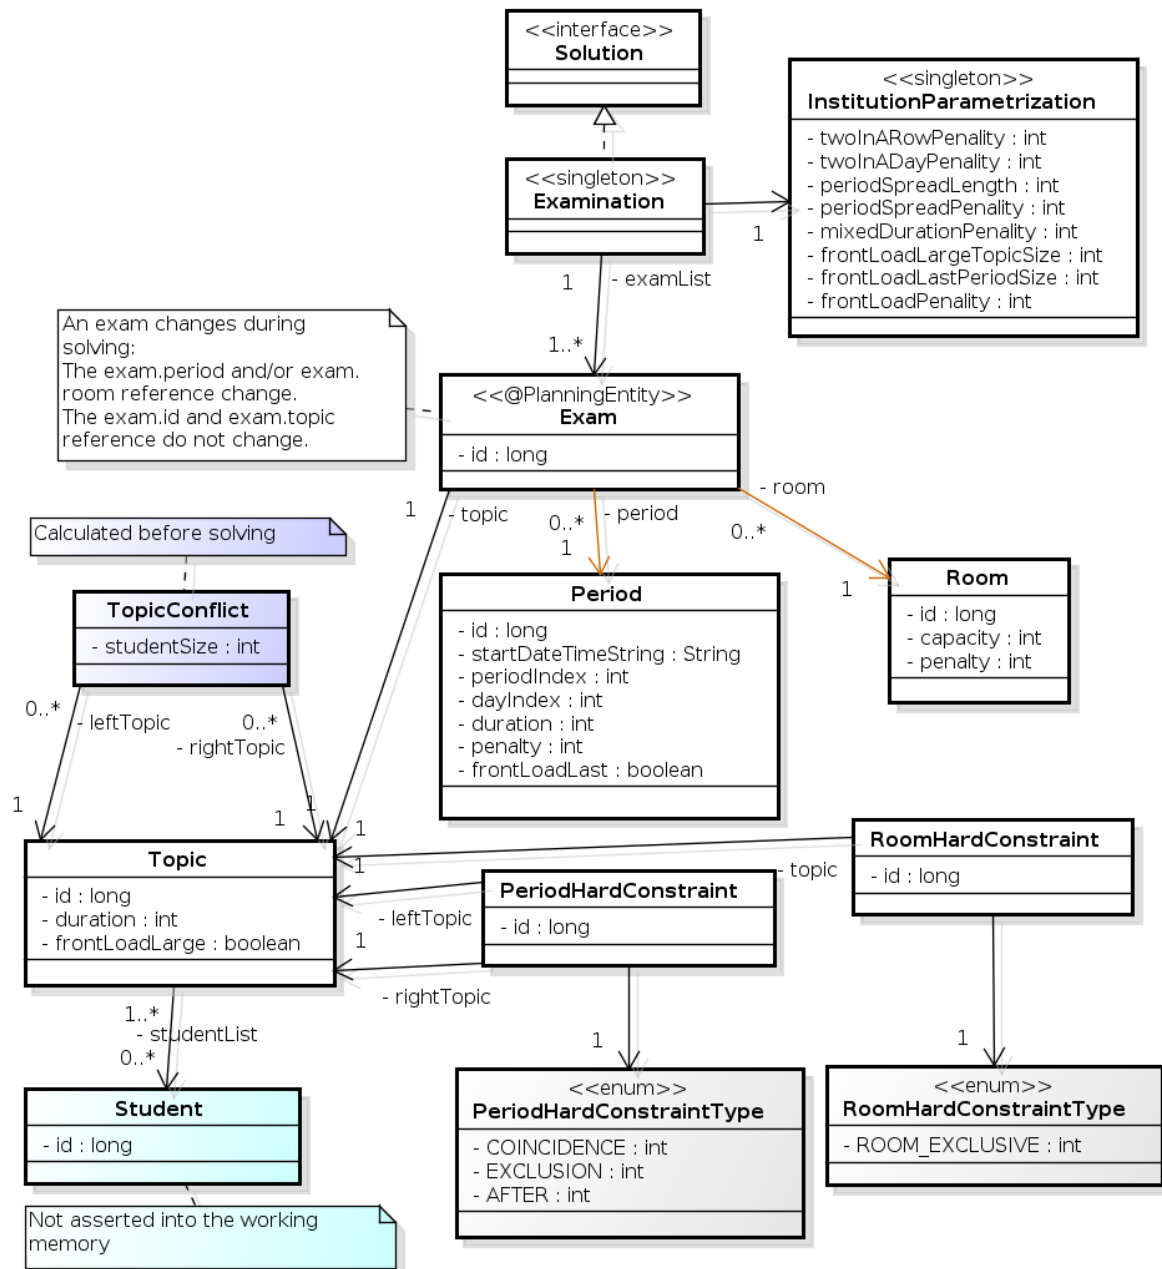 <<interface>>
Solution
<<singleton>>
InstitutionParametrization
- twoInARowPenality : int
- twoInADayPenality : int
- periodSpreadLength : int
- periodSpreadPenality : int
- mixedDurationPenality : int
- frontLoadLargeTopicSize : int
- frontLoadLastPeriodSize : int
- frontLoadPenality : int
<<singleton>>
Examination
1
1
- examList
1..*
An exam changes during
solving:
The exam.period and/or exam.
room reference change.
The exam.id and exam.topic
reference do not change.
<<@PlanningEntity>>
Exam
- id : long
1
- topic
0..*
- period
1
- room
0..*
1
Calculated before solving
TopicConflict
- studentSize : int
0..*
- leftTopic
0..*
- rightTopic
1
1
1
1
Period
- id : long
- startDateTimeString : String
- periodIndex : int
- dayIndex : int
- duration : int
- penalty : int
- frontLoadLast : boolean
Room
- id : long
- capacity : int
- penalty : int
Topic
- id : long
- duration : int
- frontLoadLarge : boolean
1
- leftTopic
1
- rightTopic
PeriodHardConstraint
- id : long
- topic
RoomHardConstraint
- id : long
1..*
- studentList
0..*
1
1
Student
- id : long
Not asserted into the working
memory
<<enum>>
PeriodHardConstraintType
- COINCIDENCE : int
- EXCLUSION : int
- AFTER : int
<<enum>>
RoomHardConstraintType
- ROOM_EXCLUSIVE : int